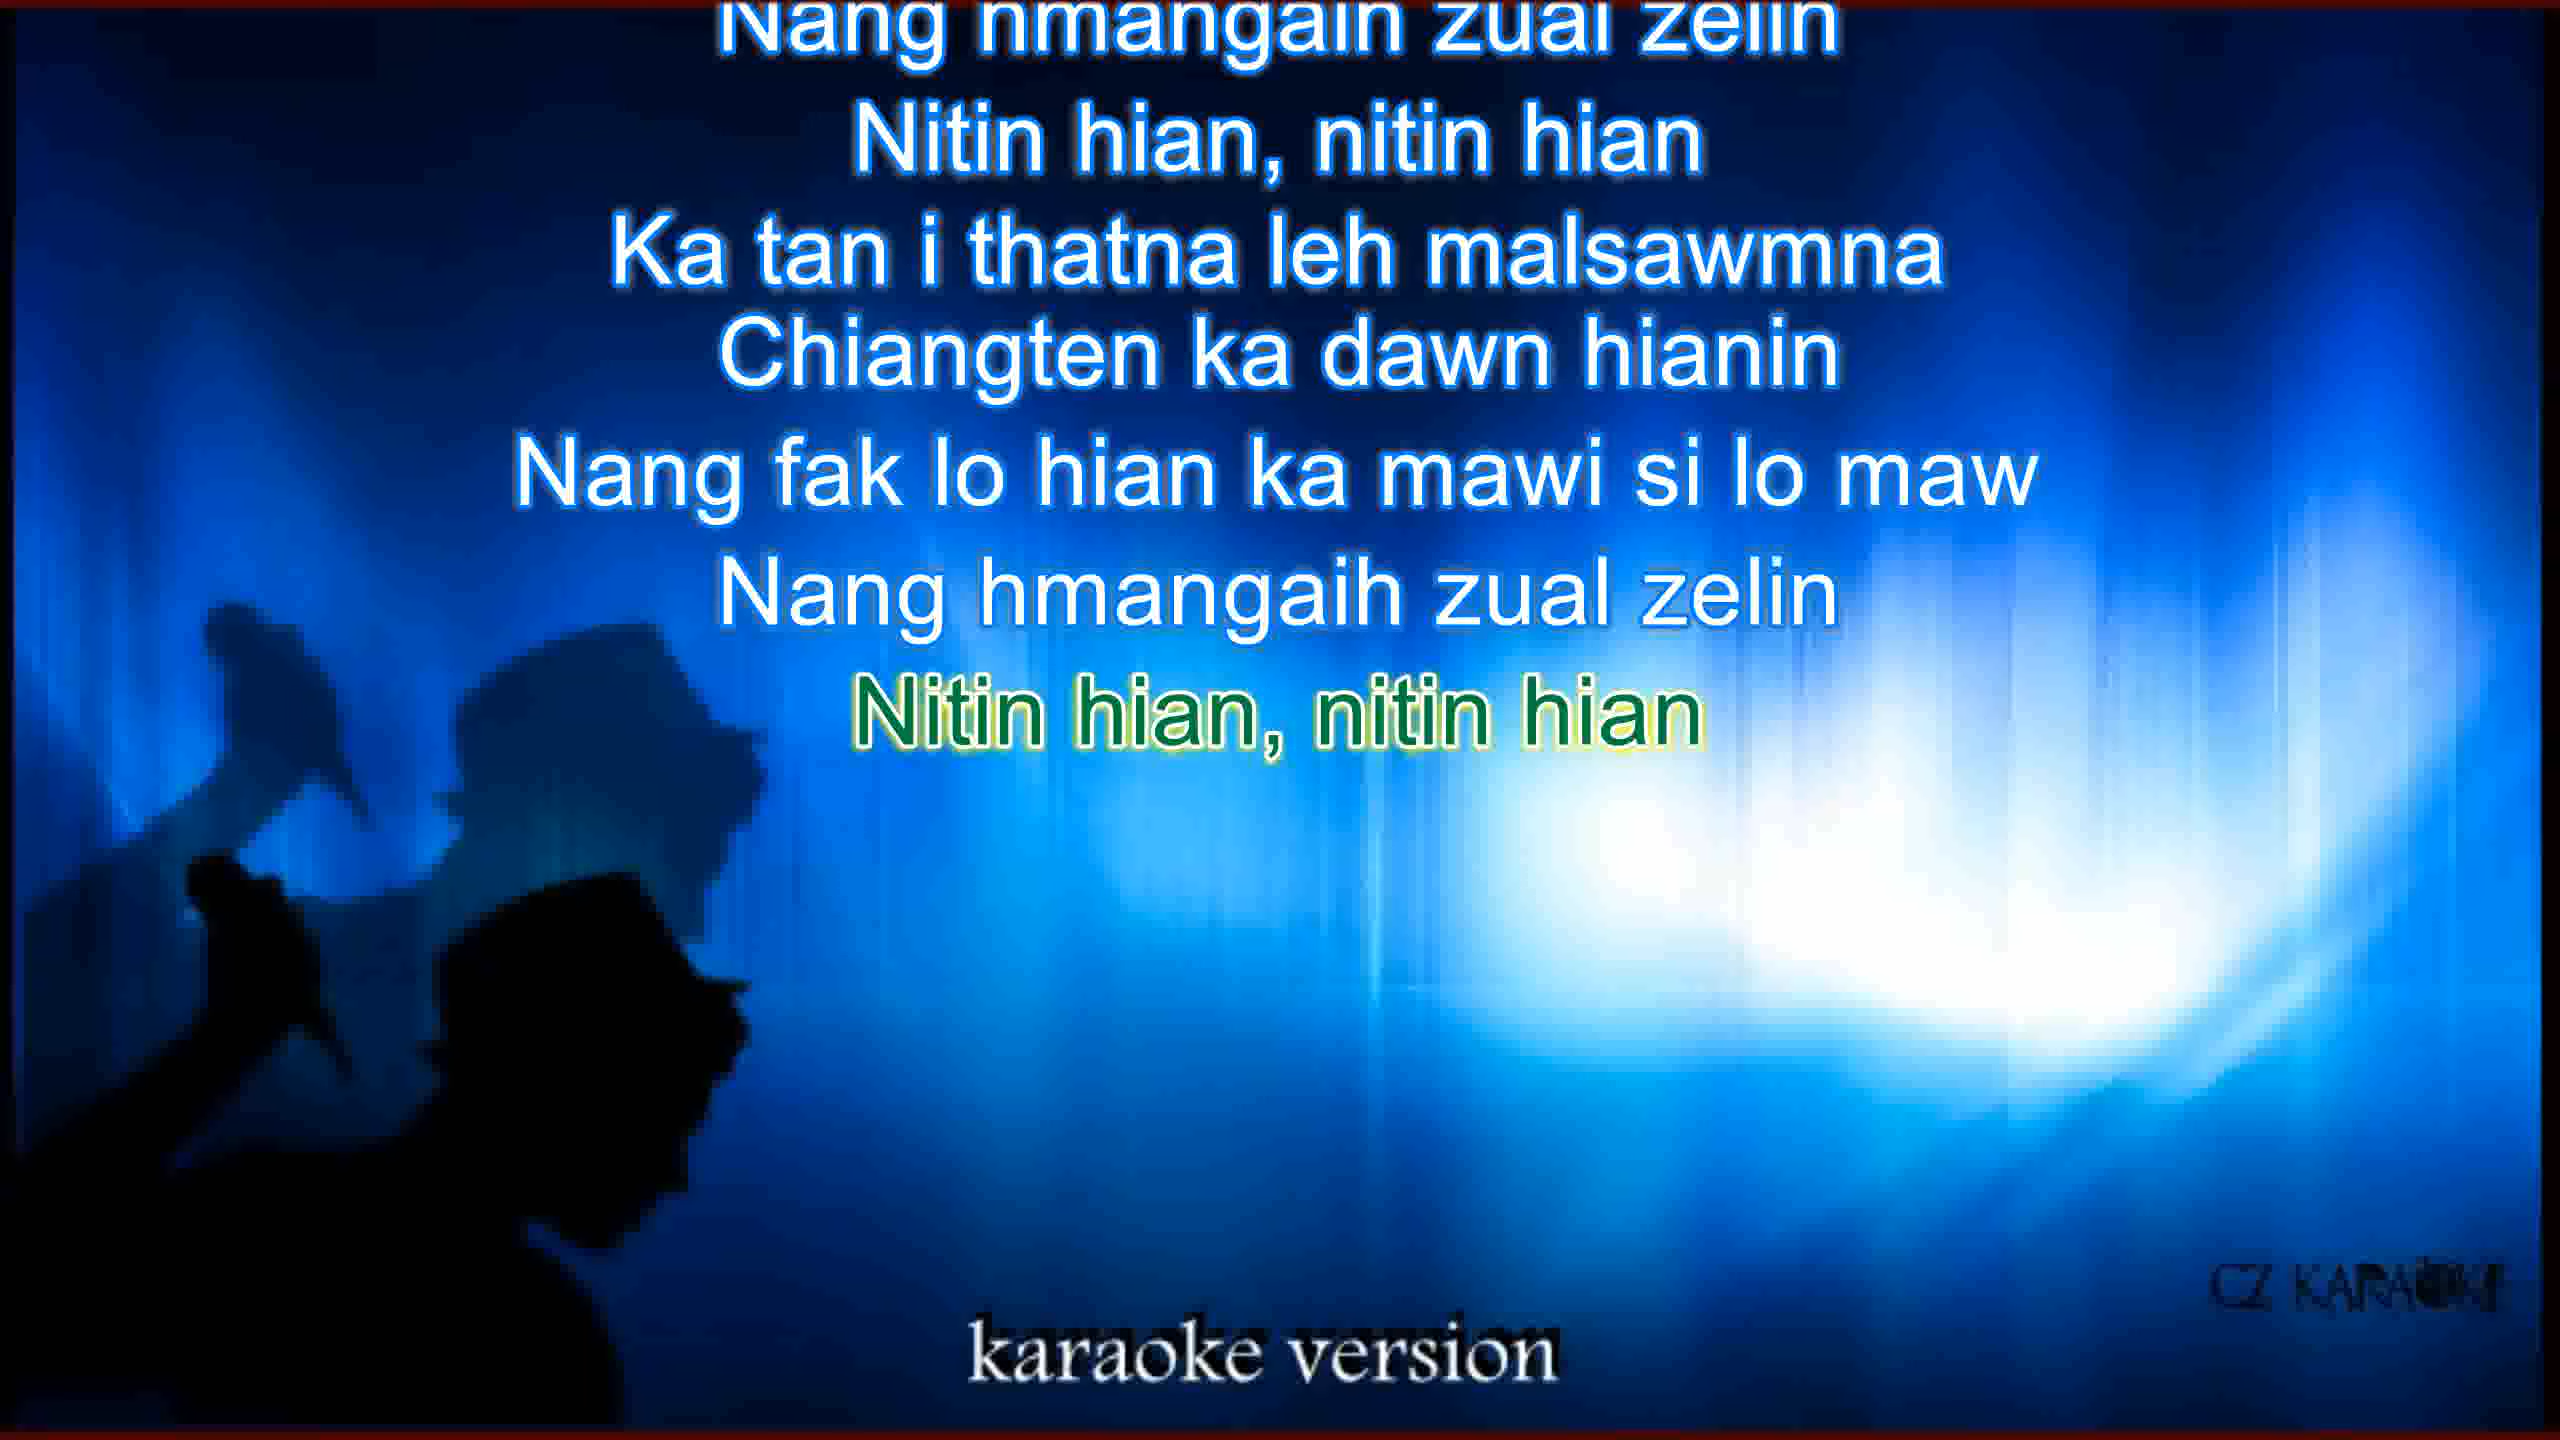 Nang hmangaih zual zelin
Nitin hian, nitin hian
Ka tan i thatna leh malsawmna
Chiangten ka dawn hianin
Nang fak lo hian ka mawi si lo maw
Nang hmangaih zual zelin
Nitin hian, nitin hian
CZ KARAOKE
karaoke version